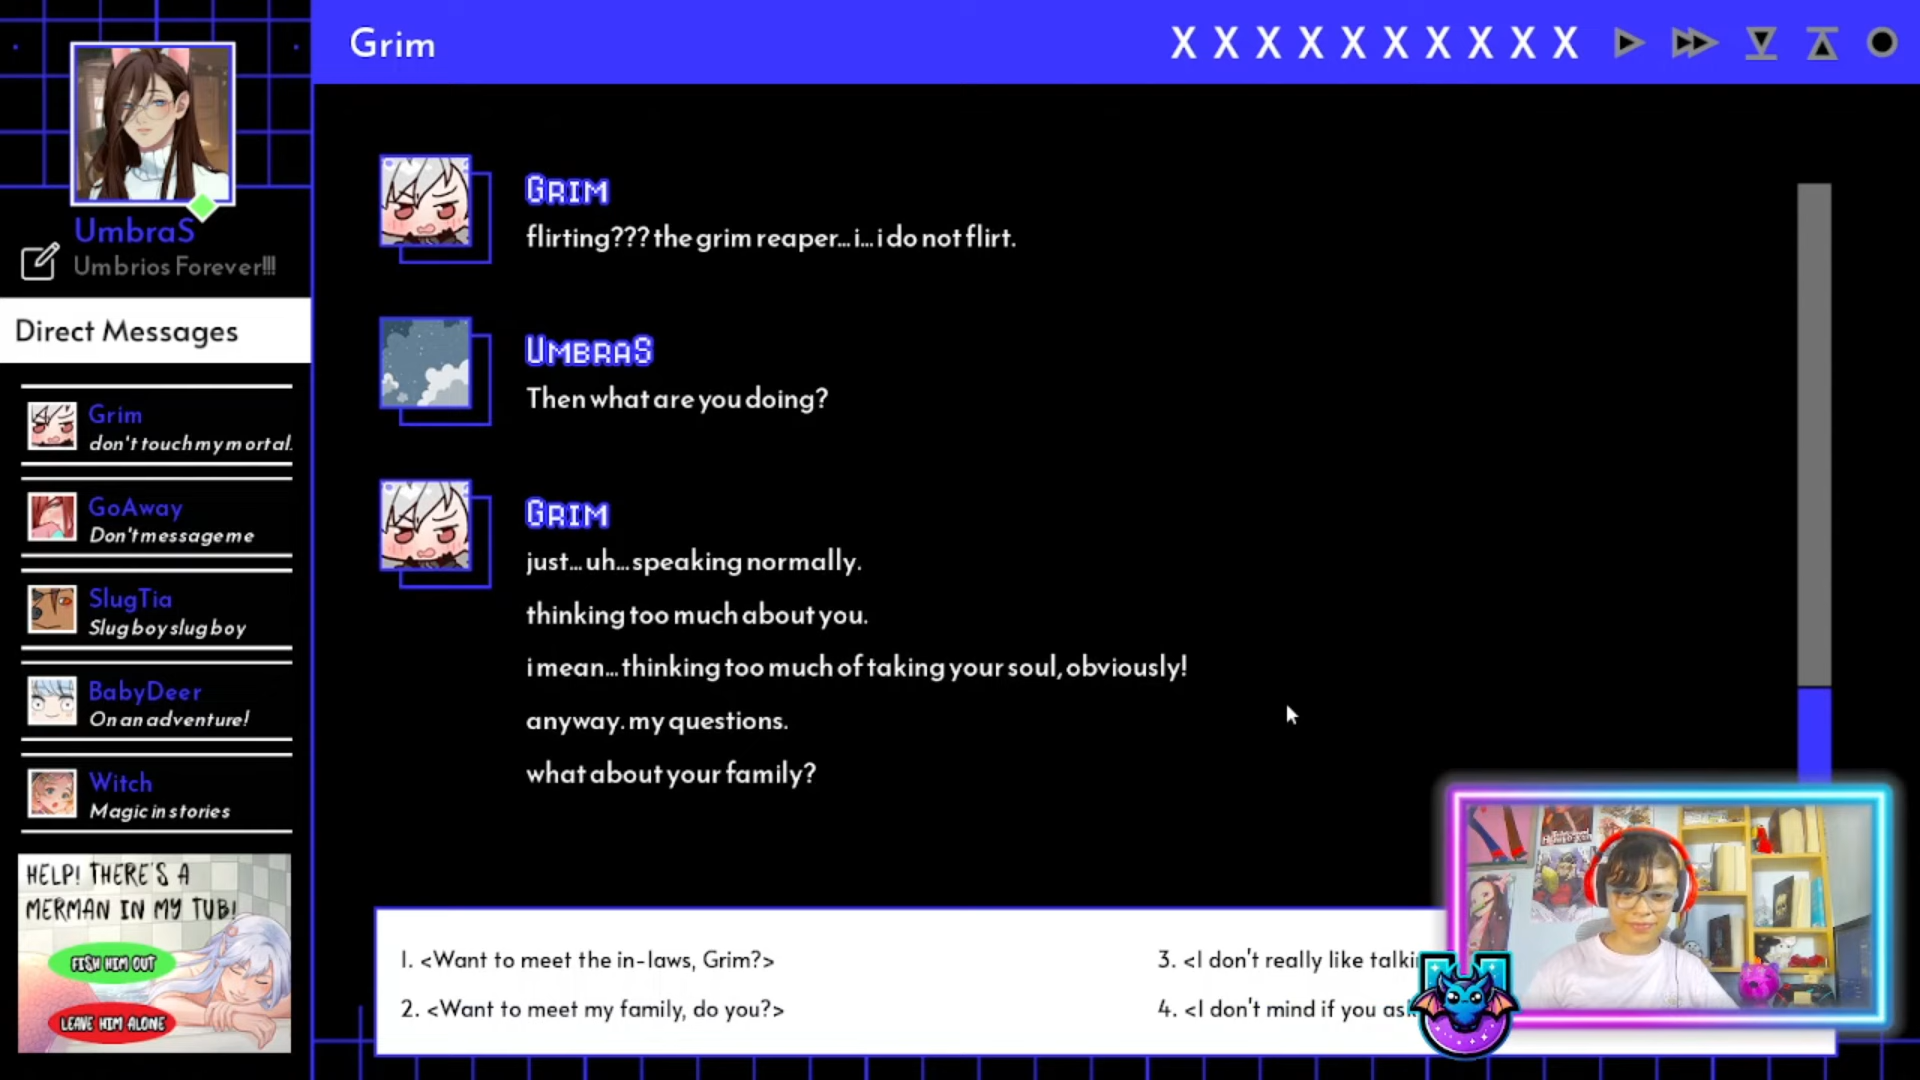 Grim
X X X X X X X X X X
UmbraS
Umbrios Forever!!!
Direct Messages
Grim
don't touch my mortal.
GoAway
Don't message me
SlugTia
Slug boy slug boy
BabyDeer
On an adventure!
Witch
Magic in stories
HELP! THERE'S A
MERMAN IN MY TUB!
FISH HIM OUT
LEAVE HIM ALONE
GRIM
flirting??? the grim reaper... i... i do not flirt.
UMBRAS
Then what are you doing?
GRIM
just... uh... speaking normally.
thinking too much about you.
i mean... thinking too much of taking your soul, obviously!
anyway. my questions.
what about your family?
1. <Want to meet the in-laws, Grim?>
2. <Want to meet my family, do you?>
3. <I don't really like talki
4. <I don't mind if you as